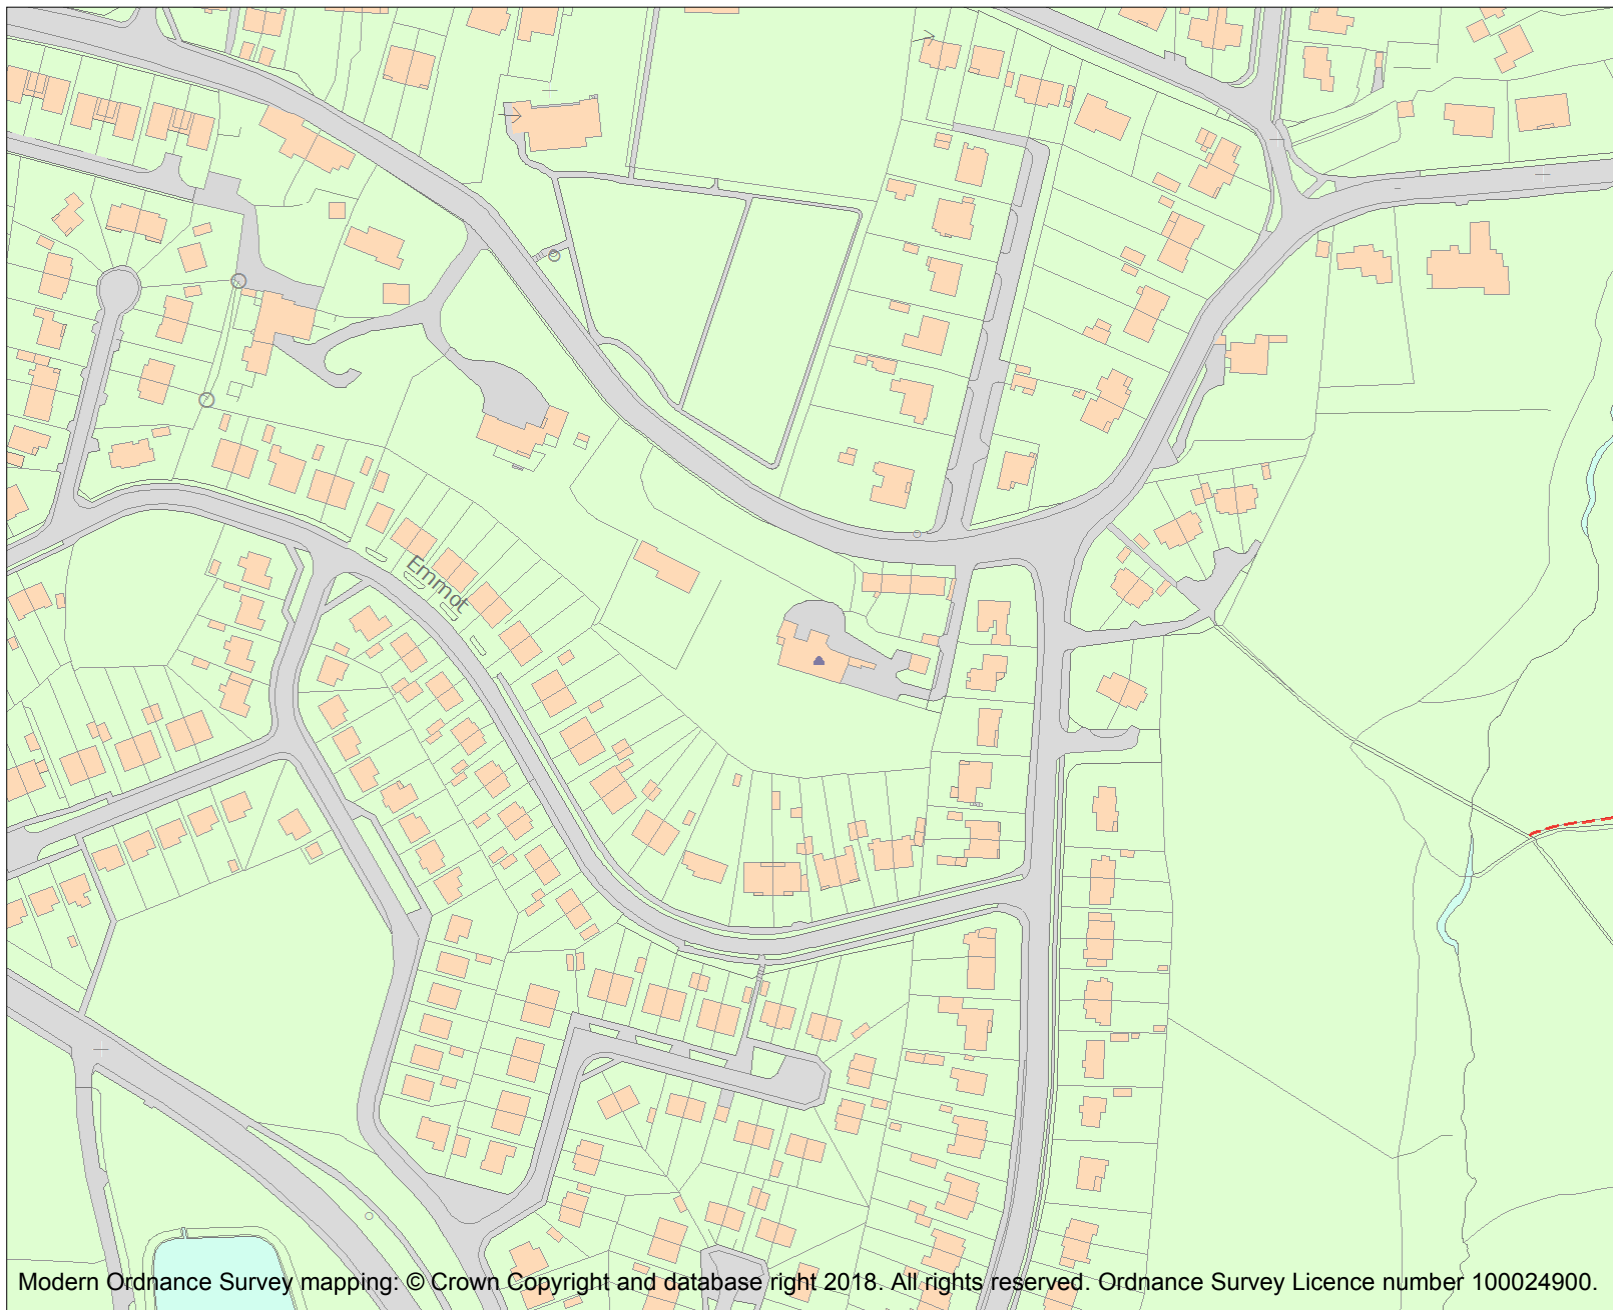 Emmot
Modern Ordnance Survey mapping: © Crown Copyright and database right 2018. All rights reserved. Ordnance Survey Licence number 100024900.